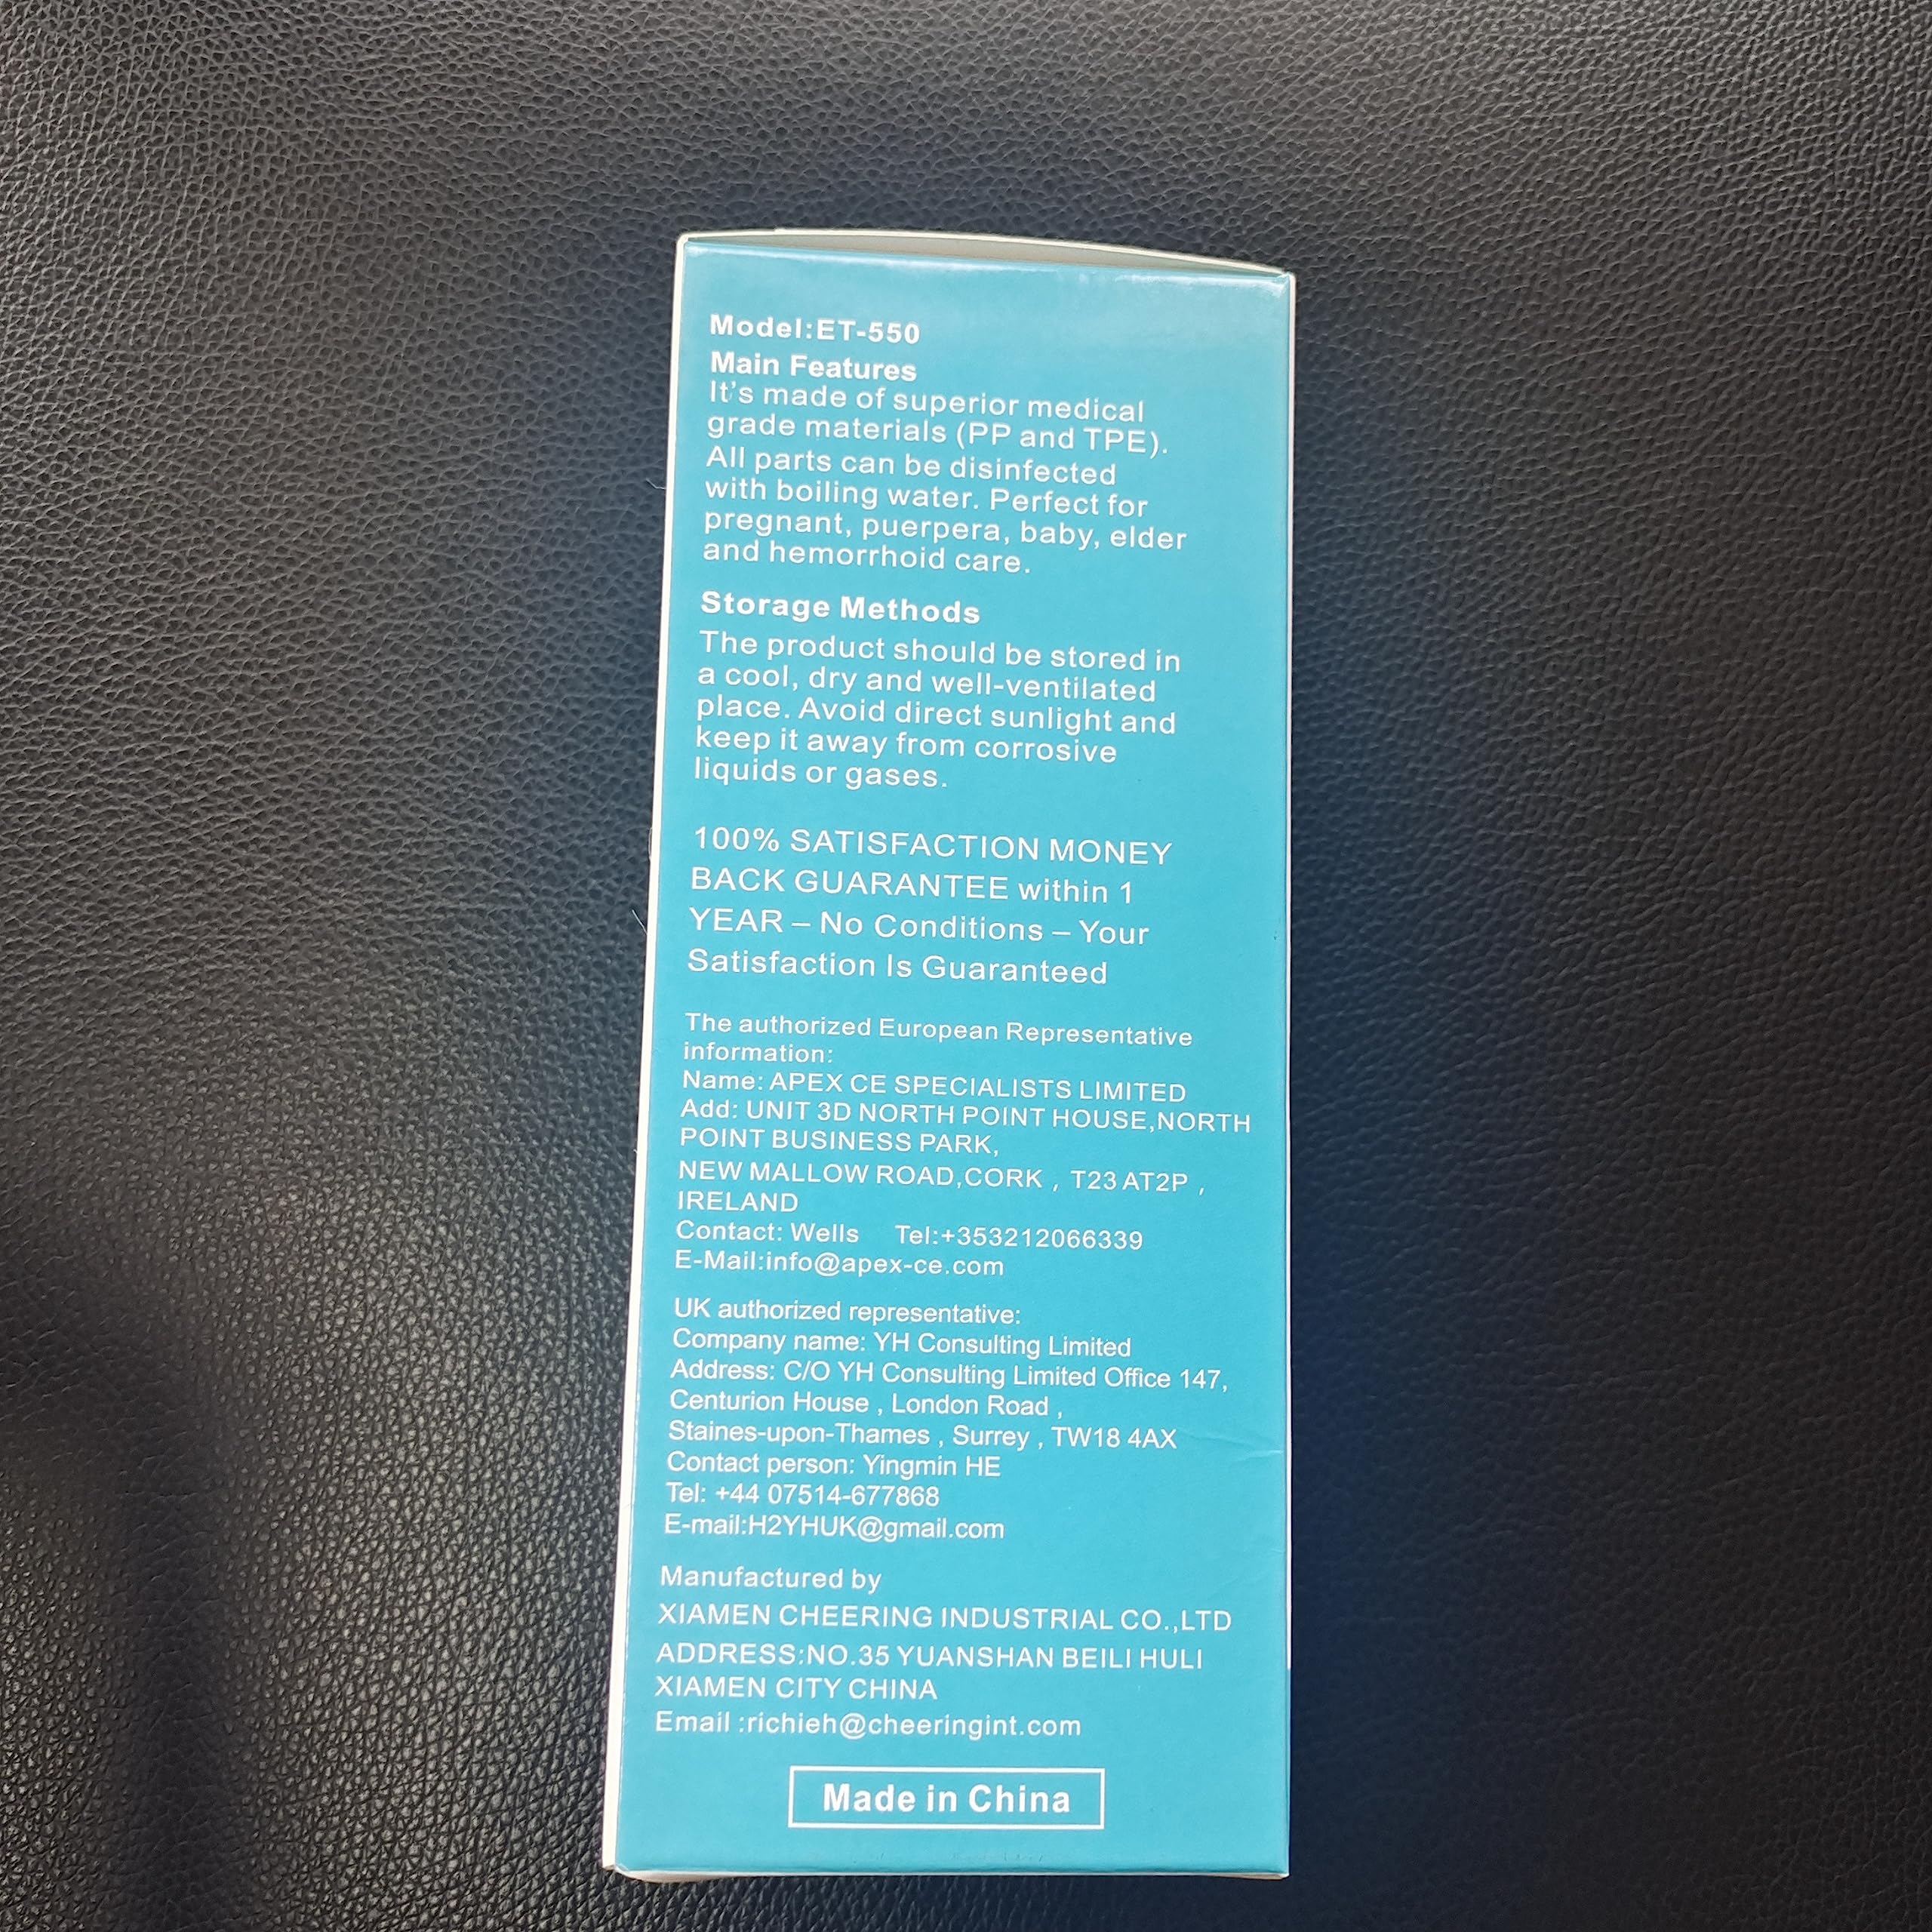 Model:ET-550
Main Features
It's made of superior medical
grade materials (PP and TPE).
All parts can be disinfected
with boiling water. Perfect for
pregnant, puerpera, baby, elder
and hemorrhoid care.
Storage Methods
The product should be stored in
a cool, dry and well-ventilated
place. Avoid direct sunlight and
keep it away from corrosive
liquids or gases.
100% SATISFACTION MONEY
BACK GUARANTEE within 1
YEAR – No Conditions – Your
Satisfaction Is Guaranteed
The authorized European Representative
information:
Name: APEX CE SPECIALISTS LIMITED
Add: UNIT 3D NORTH POINT HOUSE,NORTH
POINT BUSINESS PARK,
NEW MALLOW ROAD,CORK , T23 AT2P ,
IRELAND
Contact: Wells Tel:+353212066339
E-Mail:info@apex-ce.com
UK authorized representative:
Company name: YH Consulting Limited
Address: C/O YH Consulting Limited Office 147,
Centurion House , London Road ,
Staines-upon-Thames , Surrey , TW18 4AX
Contact person: Yingmin HE
Tel: +44 07514-677868
E-mail:H2YHUK@gmail.com
Manufactured by
XIAMEN CHEERING INDUSTRIAL CO.,LTD
ADDRESS:NO.35 YUANSHAN BEILI HULI
XIAMEN CITY CHINA
Email :richieh@cheeringint.com
Made in China